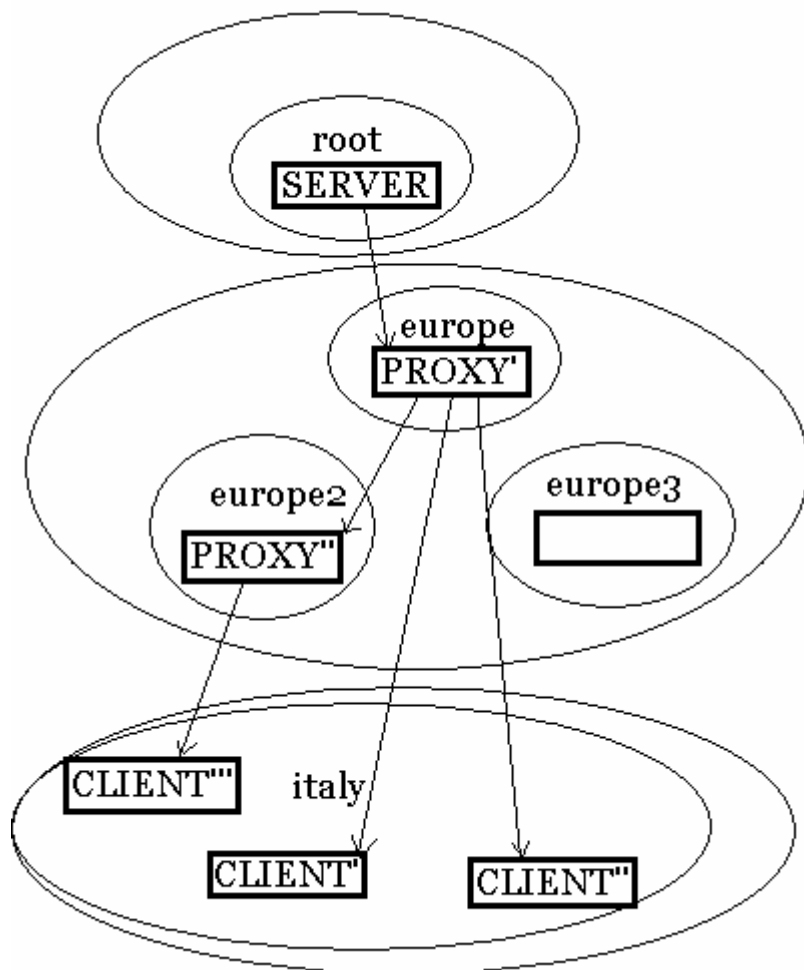 root
SERVER
europe
PROXY'
europe2
europe3
PROXY"
CLIENT'''
italy
CLIENT'
CLIENT"